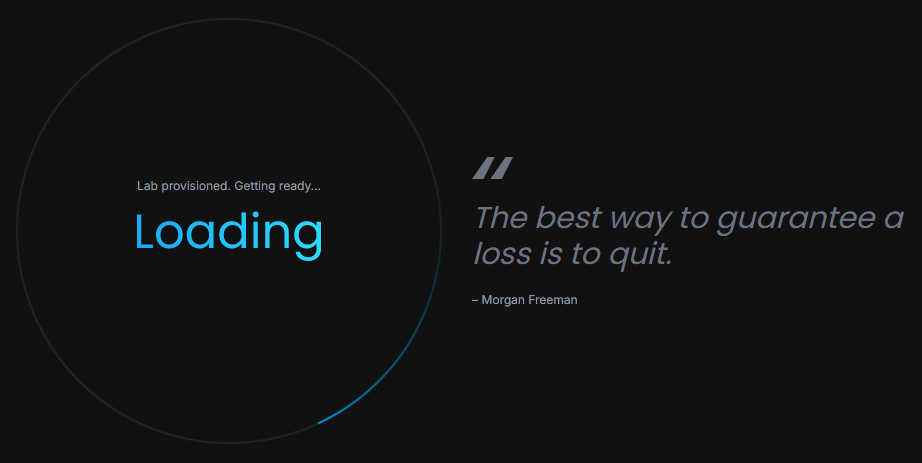 Lab provisioned. Getting ready...
Loading
"
The best way to guarantee a
loss is to quit.
– Morgan Freeman